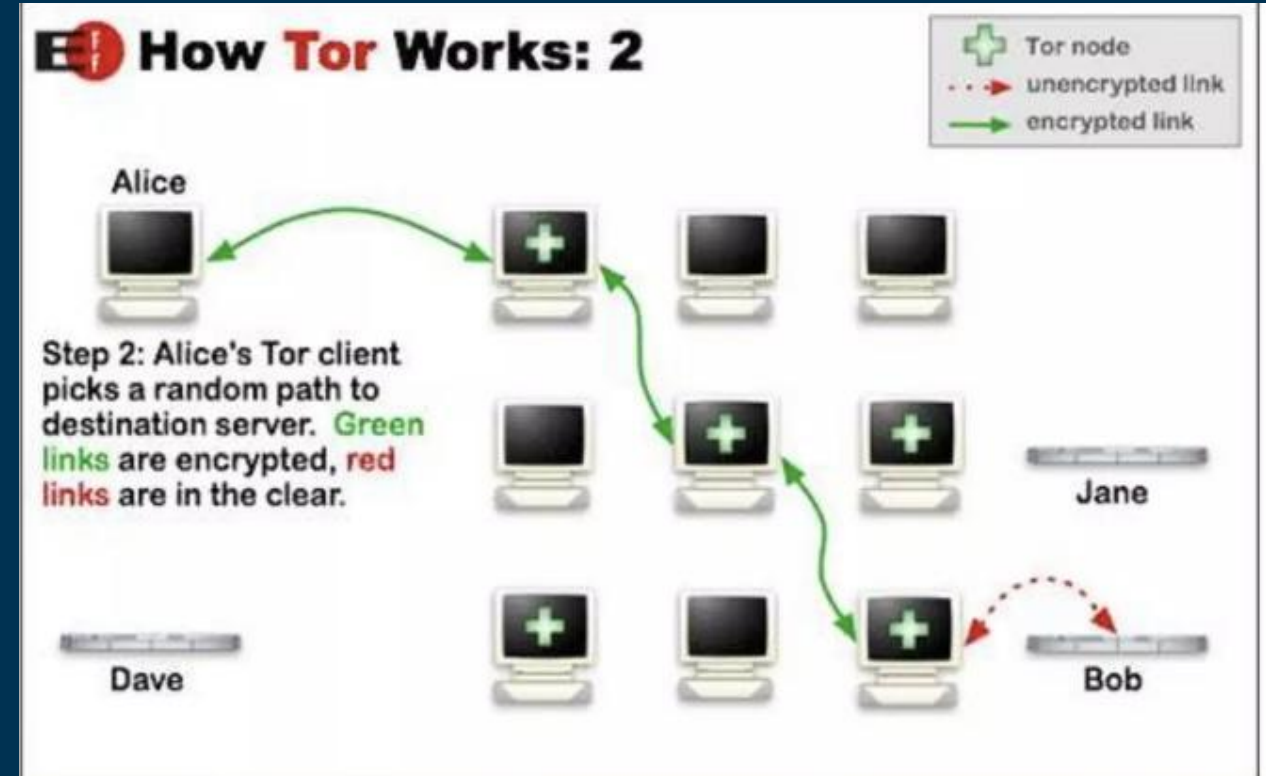 EFF How Tor Works: 2
Tor node
unencrypted link
encrypted link
Alice
Step 2: Alice's Tor client
picks a random path to
destination server. Green
links are encrypted, red
links are in the clear.
Jane
Dave
Bob